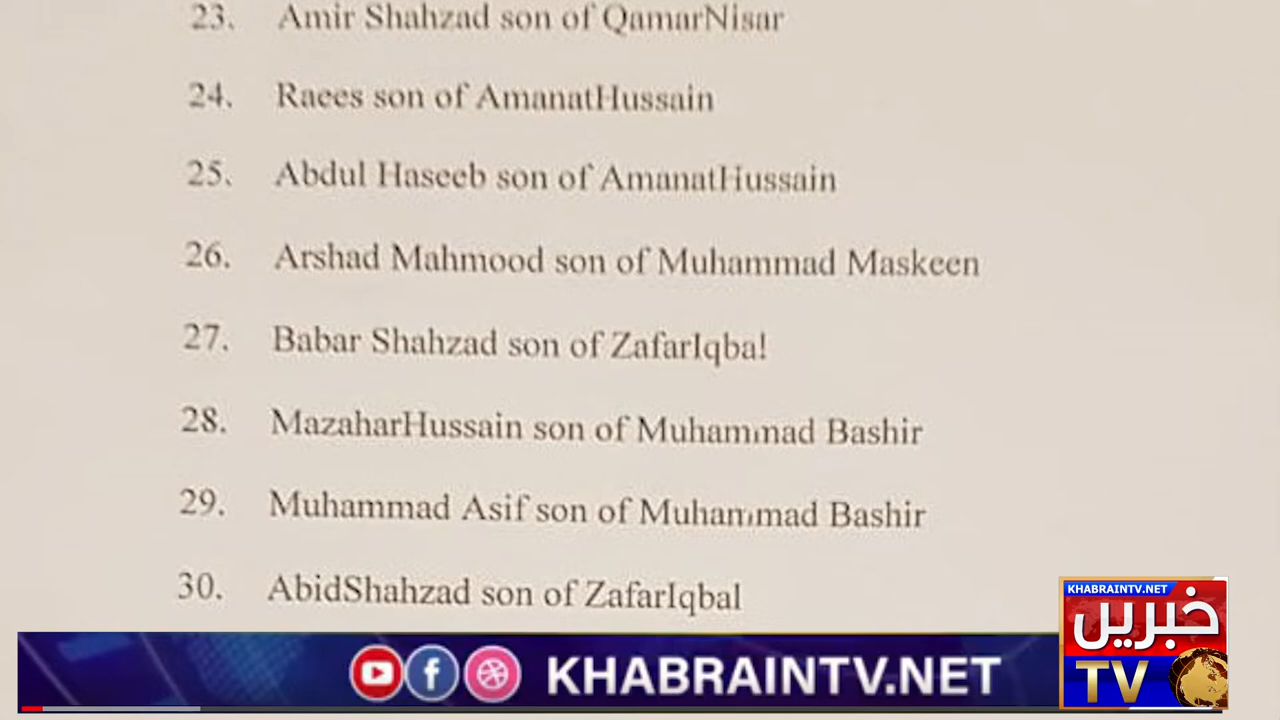 23. Amir Shahzad son of QamarNisar
24. Raees son of AmanatHussain
25. Abdul Haseeb son of AmanatHussain
26. Arshad Mahmood son of Muhammad Maskeen
27. Babar Shahzad son of ZafarIqbal
28. MazaharHussain son of Muhammad Bashir
29. Muhammad Asif son of Muhammad Bashir
30. AbidShahzad son of ZafarIqbal
KHABRAINTV.NET
خبریں
TV
KHABRAINTV.NET